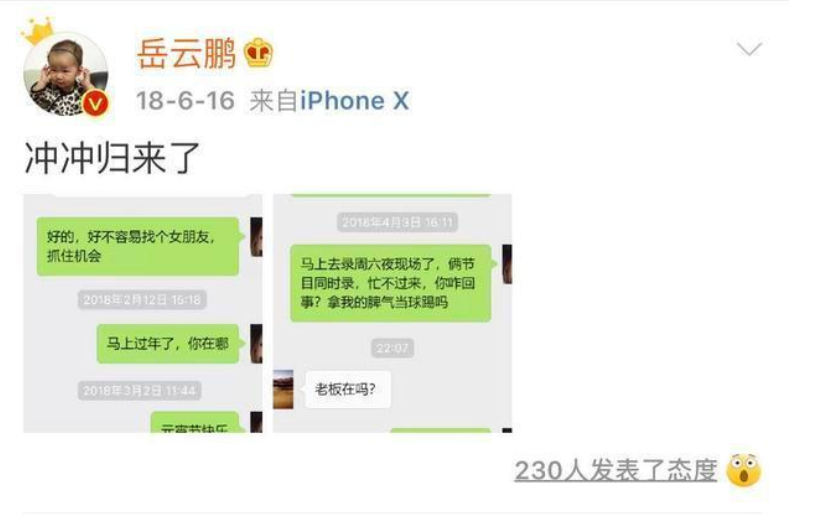 岳云鹏
18-6-16 来自iPhone X
冲冲归来了
好的，好不容易找个女朋友，
抓住机会
2018年2月12日 15:18
马上过年了，你在哪
2018年3月2日 11:44
元宵节快乐
2018年4月3日 16:11
马上去录周六夜现场了，俩节
目同时录，忙不过来，你咋回
事？拿我的脾气当球踢吗
22:07
老板在吗？
230人发表了态度